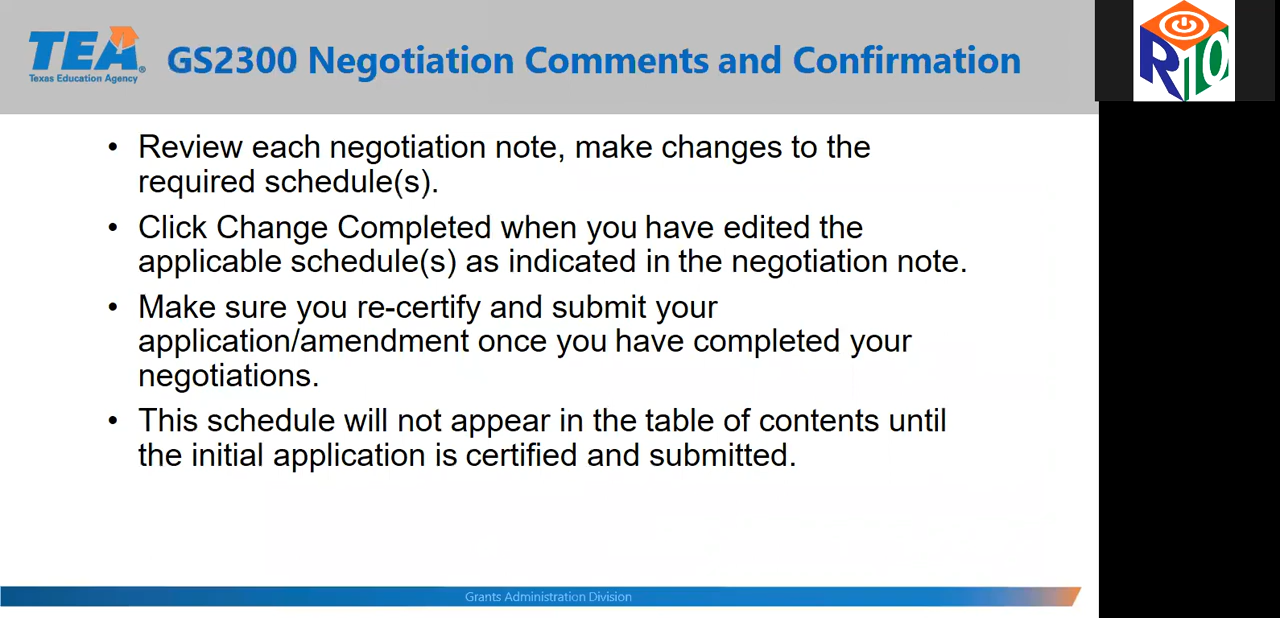 TEA
Texas Education Agency
GS2300 Negotiation Comments and Confirmation
R10
• Review each negotiation note, make changes to the
required schedule(s).
• Click Change Completed when you have edited the
applicable schedule(s) as indicated in the negotiation note.
• Make sure you re-certify and submit your
application/amendment once you have completed your
negotiations.
• This schedule will not appear in the table of contents until
the initial application is certified and submitted.
Grants Administration Division